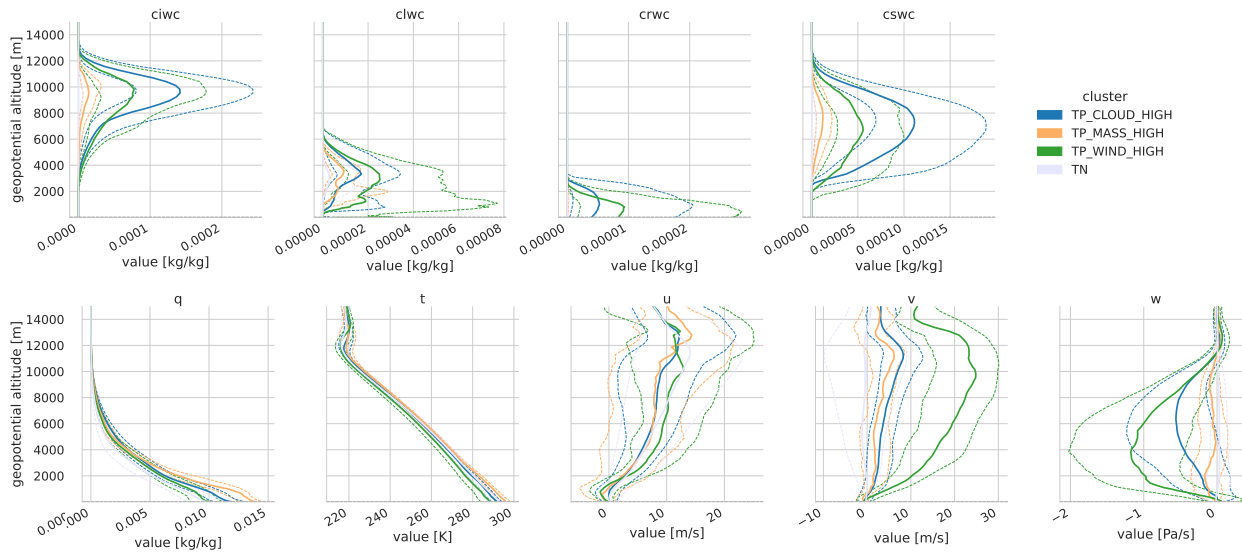 ciwc
clwc
crwc
cswc
geopotential altitude [m]
14000
12000
10000
8000
6000
4000
2000
0.0000
0.0001
0.0002
value [kg/kg]
0.00000
0.00002
0.00004
0.00006
0.00008
value [kg/kg]
0.00000
0.00001
0.00002
value [kg/kg]
0.00000
0.00005
0.00010
0.00015
value [kg/kg]
cluster
TP_CLOUD_HIGH
TP_MASS_HIGH
TP_WIND_HIGH
TN
q
t
u
v
w
geopotential altitude [m]
14000
12000
10000
8000
6000
4000
2000
0.005
0.010
0.015
value [kg/kg]
220
240
260
280
300
value [K]
0
10
20
value [m/s]
−10
0
10
20
30
value [m/s]
−2
−1
0
value [Pa/s]